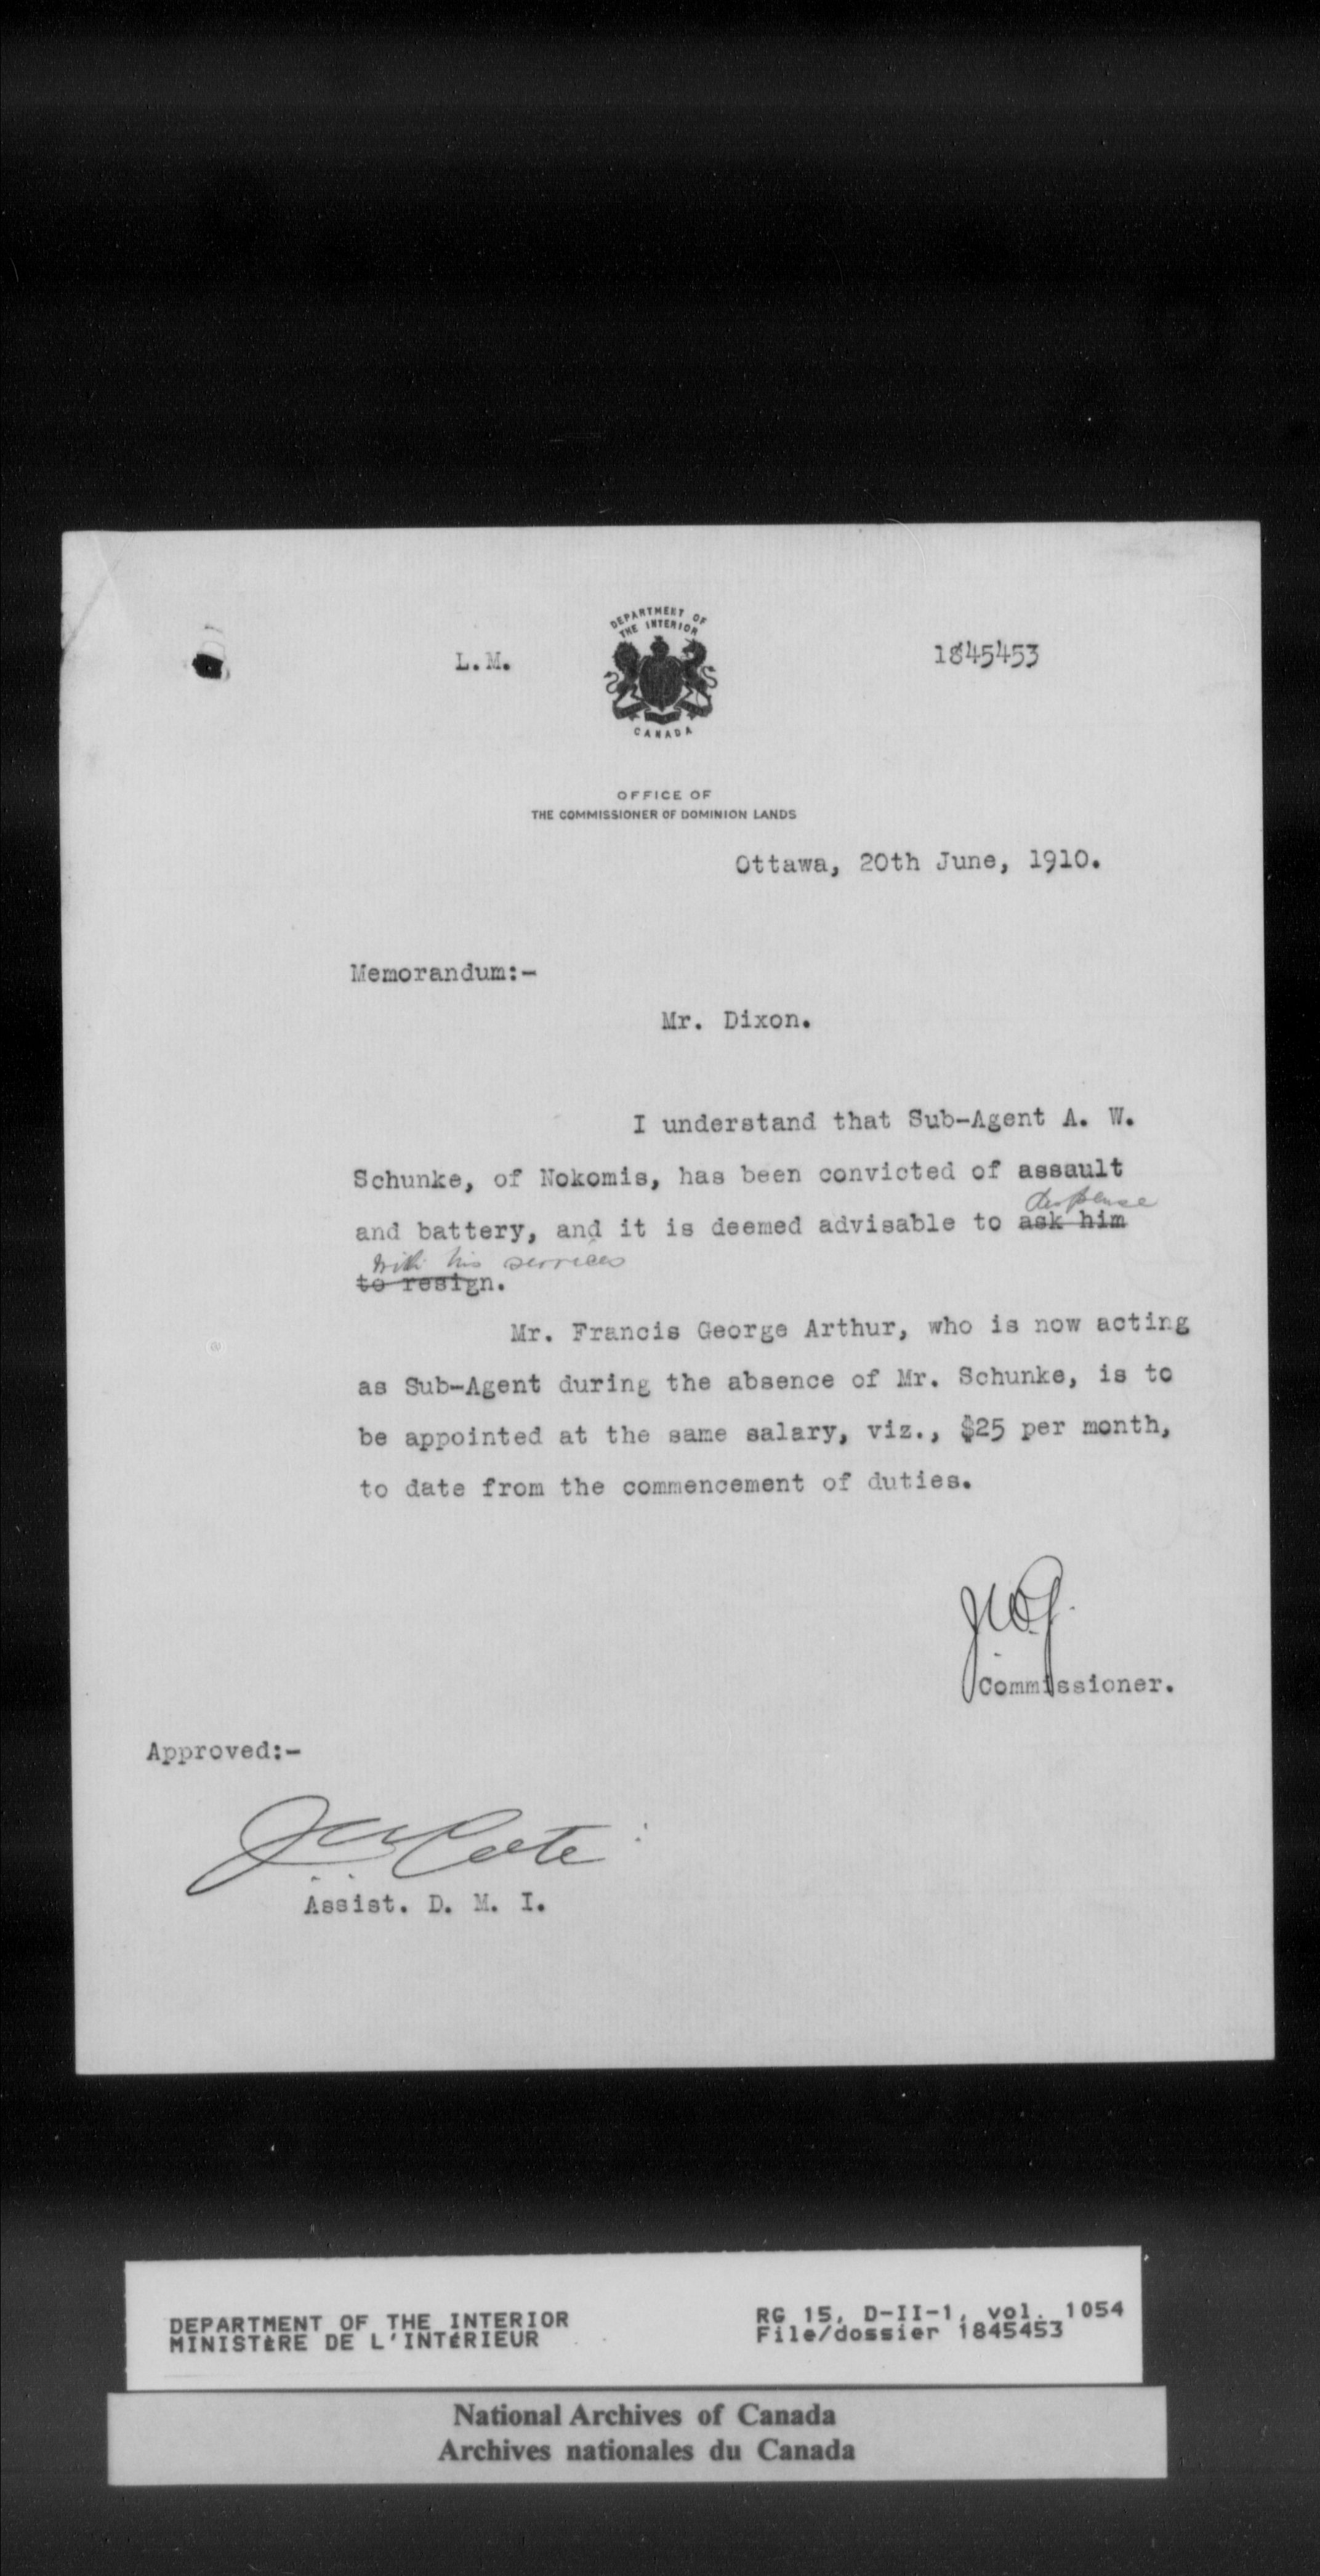 DEPARTMENT OF
THE INTERIOR
L. M.
1845453
CANADA
OFFICE OF
THE COMMISSIONER OF DOMINION LANDS
Ottawa, 20th June, 1910.
Memorandum:-
Mr. Dixon.
I understand that Sub-Agent A. W.
Schunke, of Nokomis, has been convicted of assault
dispense
and battery, and it is deemed advisable to ask him
with his services
to resign.
Mr. Francis George Arthur, who is now acting
as Sub-Agent during the absence of Mr. Schunke, is to
be appointed at the same salary, viz., $25 per month,
to date from the commencement of duties.
Commissioner.
Approved:-
Cote
Assist. D. M. I.
DEPARTMENT OF THE INTERIOR
MINISTÈRE DE L'INTÉRIEUR
RG 15, D-II-1, vol. 1054
File/dossier 1845453
National Archives of Canada
Archives nationales du Canada